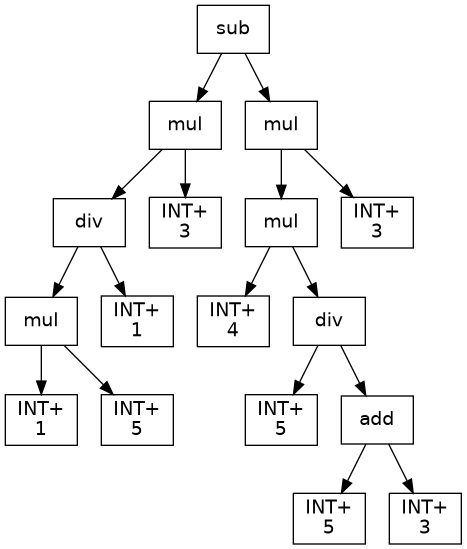 sub
mul
mul
div
INT+
3
mul
INT+
3
mul
INT+
1
INT+
4
div
INT+
1
INT+
5
INT+
5
add
INT+
5
INT+
3